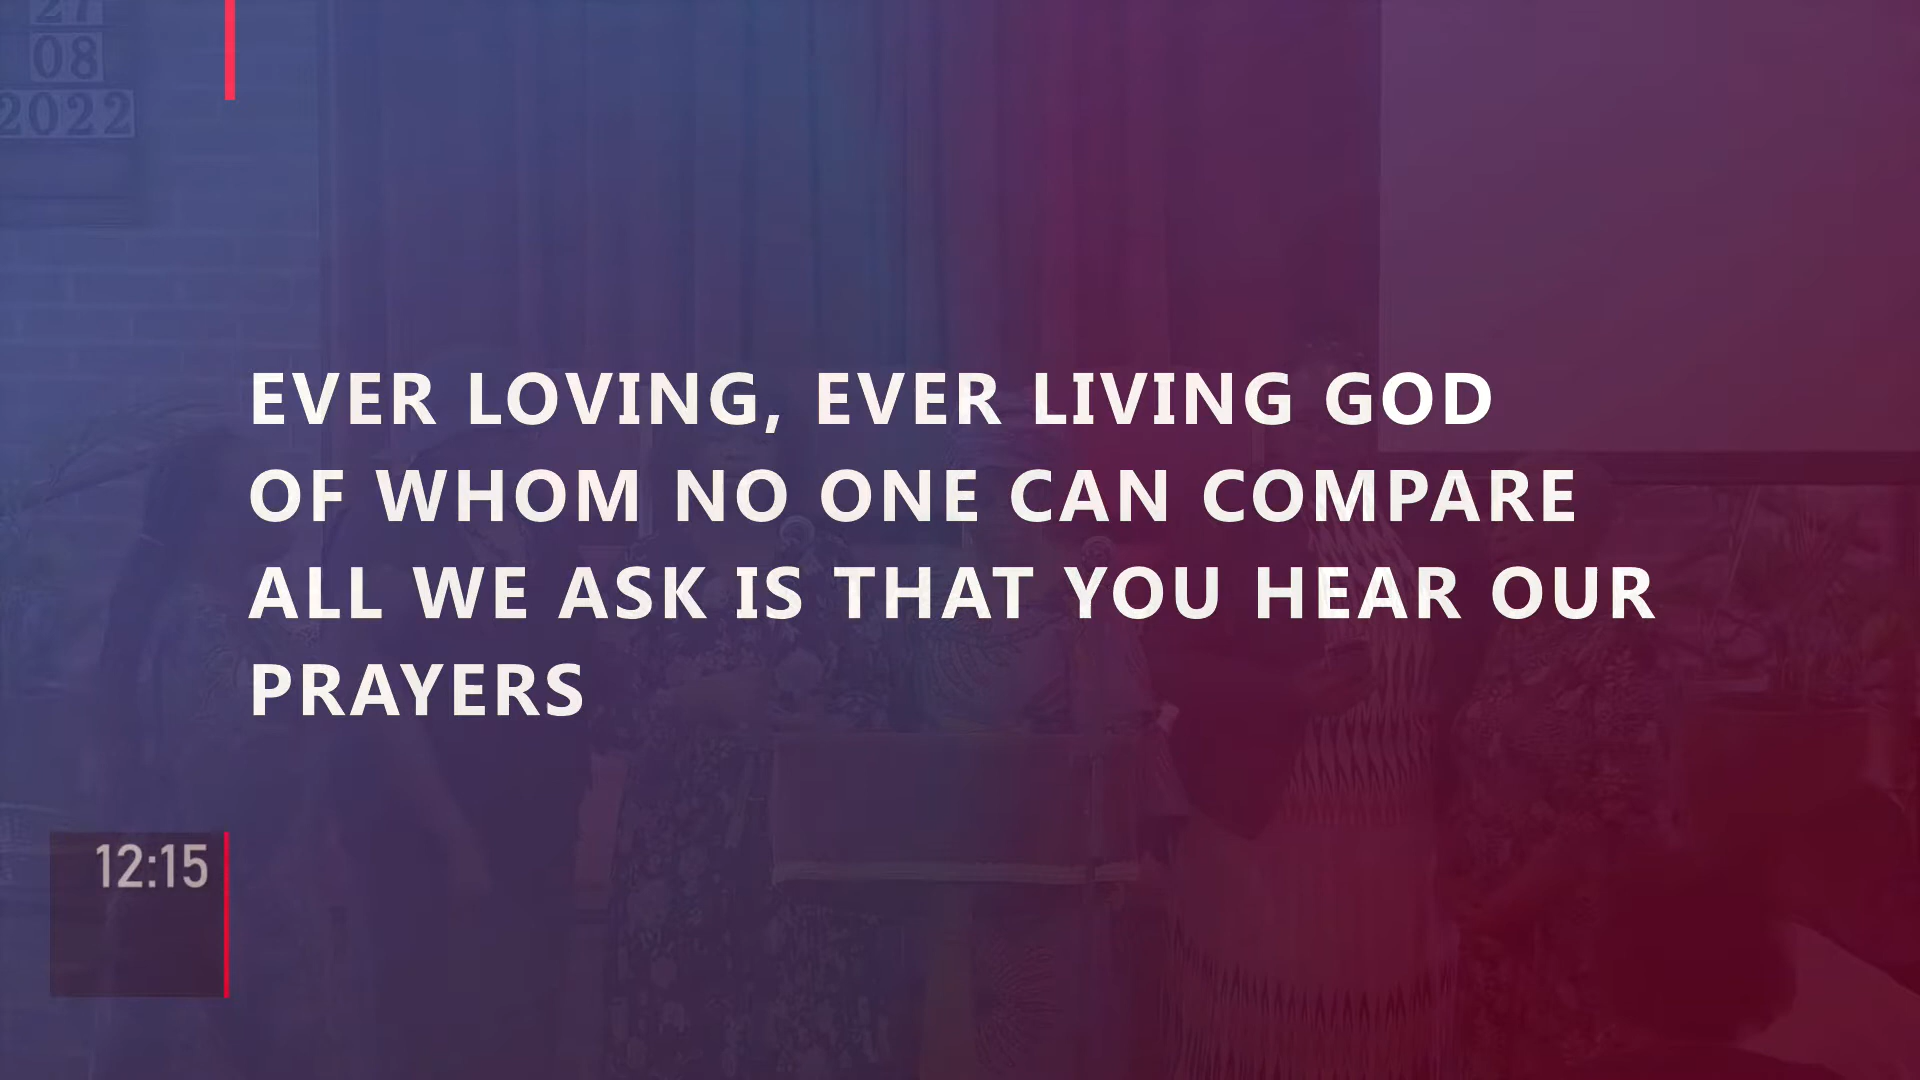 27
08
2022
EVER LOVING, EVER LIVING GOD
OF WHOM NO ONE CAN COMPARE
ALL WE ASK IS THAT YOU HEAR OUR
PRAYERS
12:15